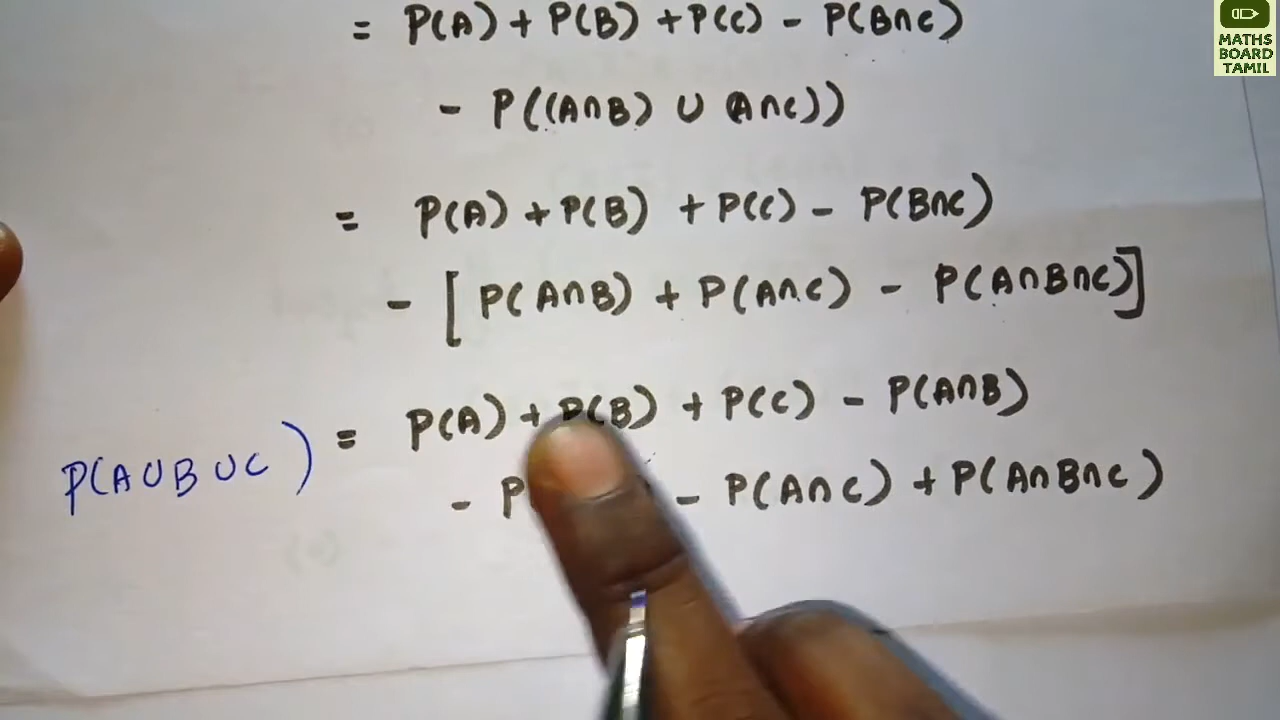 = P(A) + P(B) + P(C) - P(B∩C)
- P((A∩B) ∪ (A∩C))
= P(A) + P(B) + P(C) - P(B∩C)
- [P(A∩B) + P(A∩C) - P(A∩B∩C)]
P(A∪B∪C) = P(A) + P(B) + P(C) - P(A∩B)
- P - P(A∩C) + P(A∩B∩C)
MATHS
BOARD
TAMIL